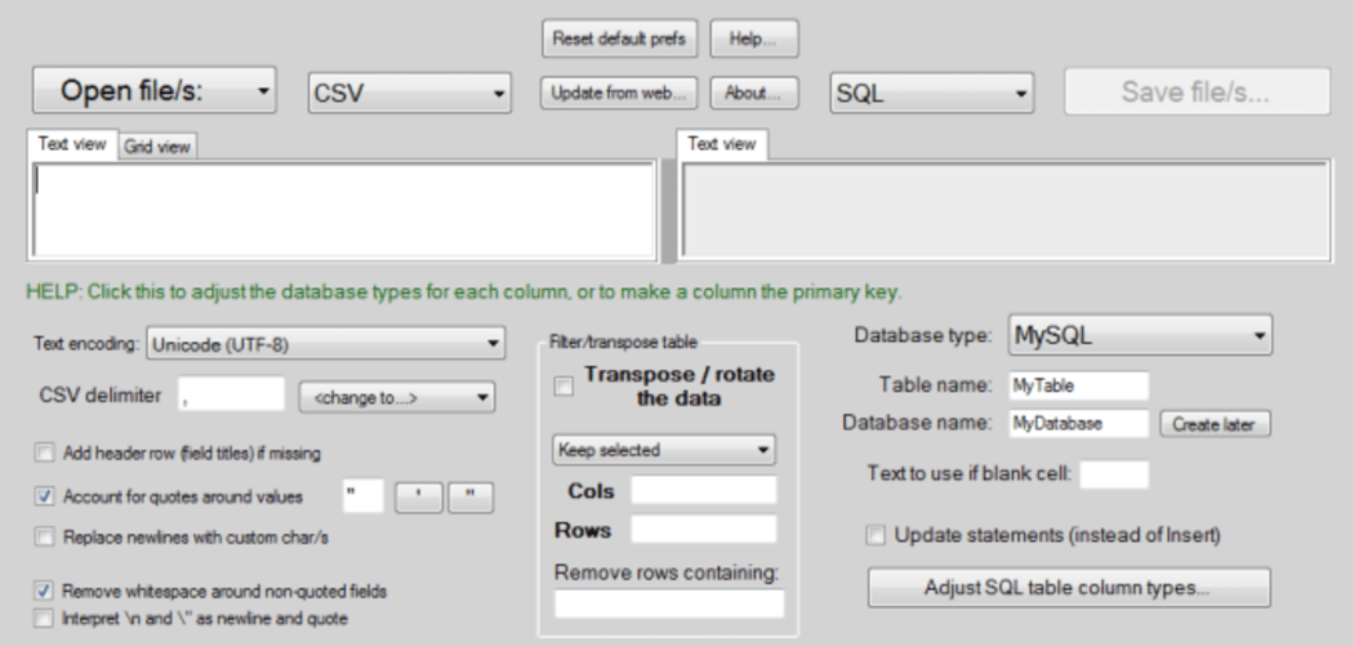 Reset default prefs
Help...
Open file/s:
CSV
Update from web...
About...
SQL
Save file/s...
Text view
Grid view
Text view
HELP: Click this to adjust the database types for each column, or to make a column the primary key.
Text encoding: Unicode (UTF-8)
CSV delimiter , <change to...>
Add header row (field titles) if missing
Account for quotes around values " ' "
Replace newlines with custom char/s
Remove whitespace around non-quoted fields
Interpret \n and \" as newline and quote
Filter/transpose table
Transpose / rotate
the data
Keep selected
Cols
Rows
Remove rows containing:
Database type: MySQL
Table name: MyTable
Database name: MyDatabase Create later
Text to use if blank cell:
Update statements (instead of Insert)
Adjust SQL table column types...